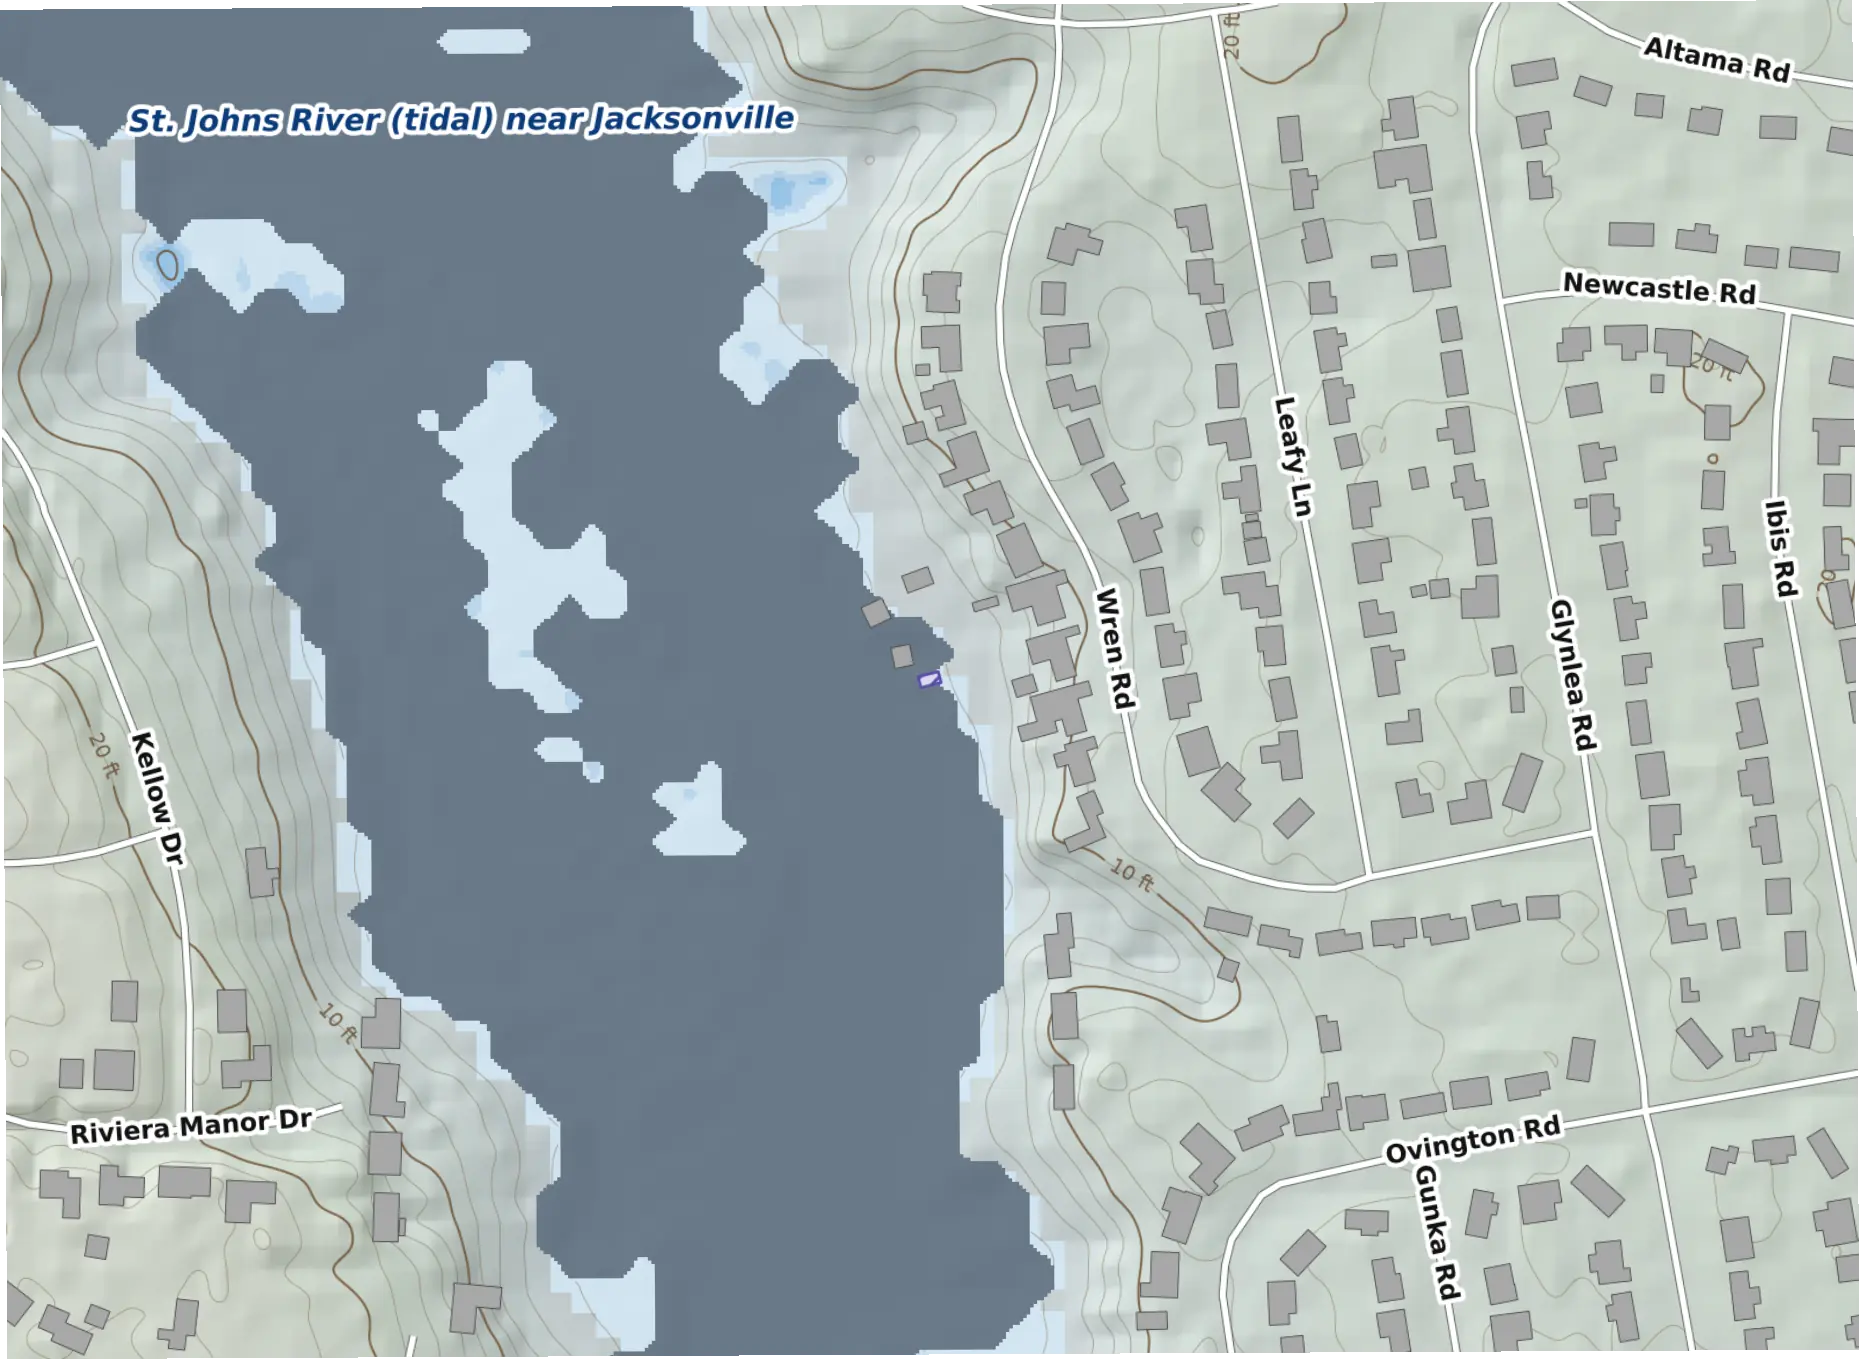 20 ft
Altama Rd
St. Johns River (tidal) near Jacksonville
Newcastle Rd
20 ft
Leafy Ln
Ibis Rd
20
Wren Rd
Glynlea Rd
20 ft
Kellow Dr
10 ft
10 ft
Riviera Manor Dr
Ovington Rd
Gunka Rd